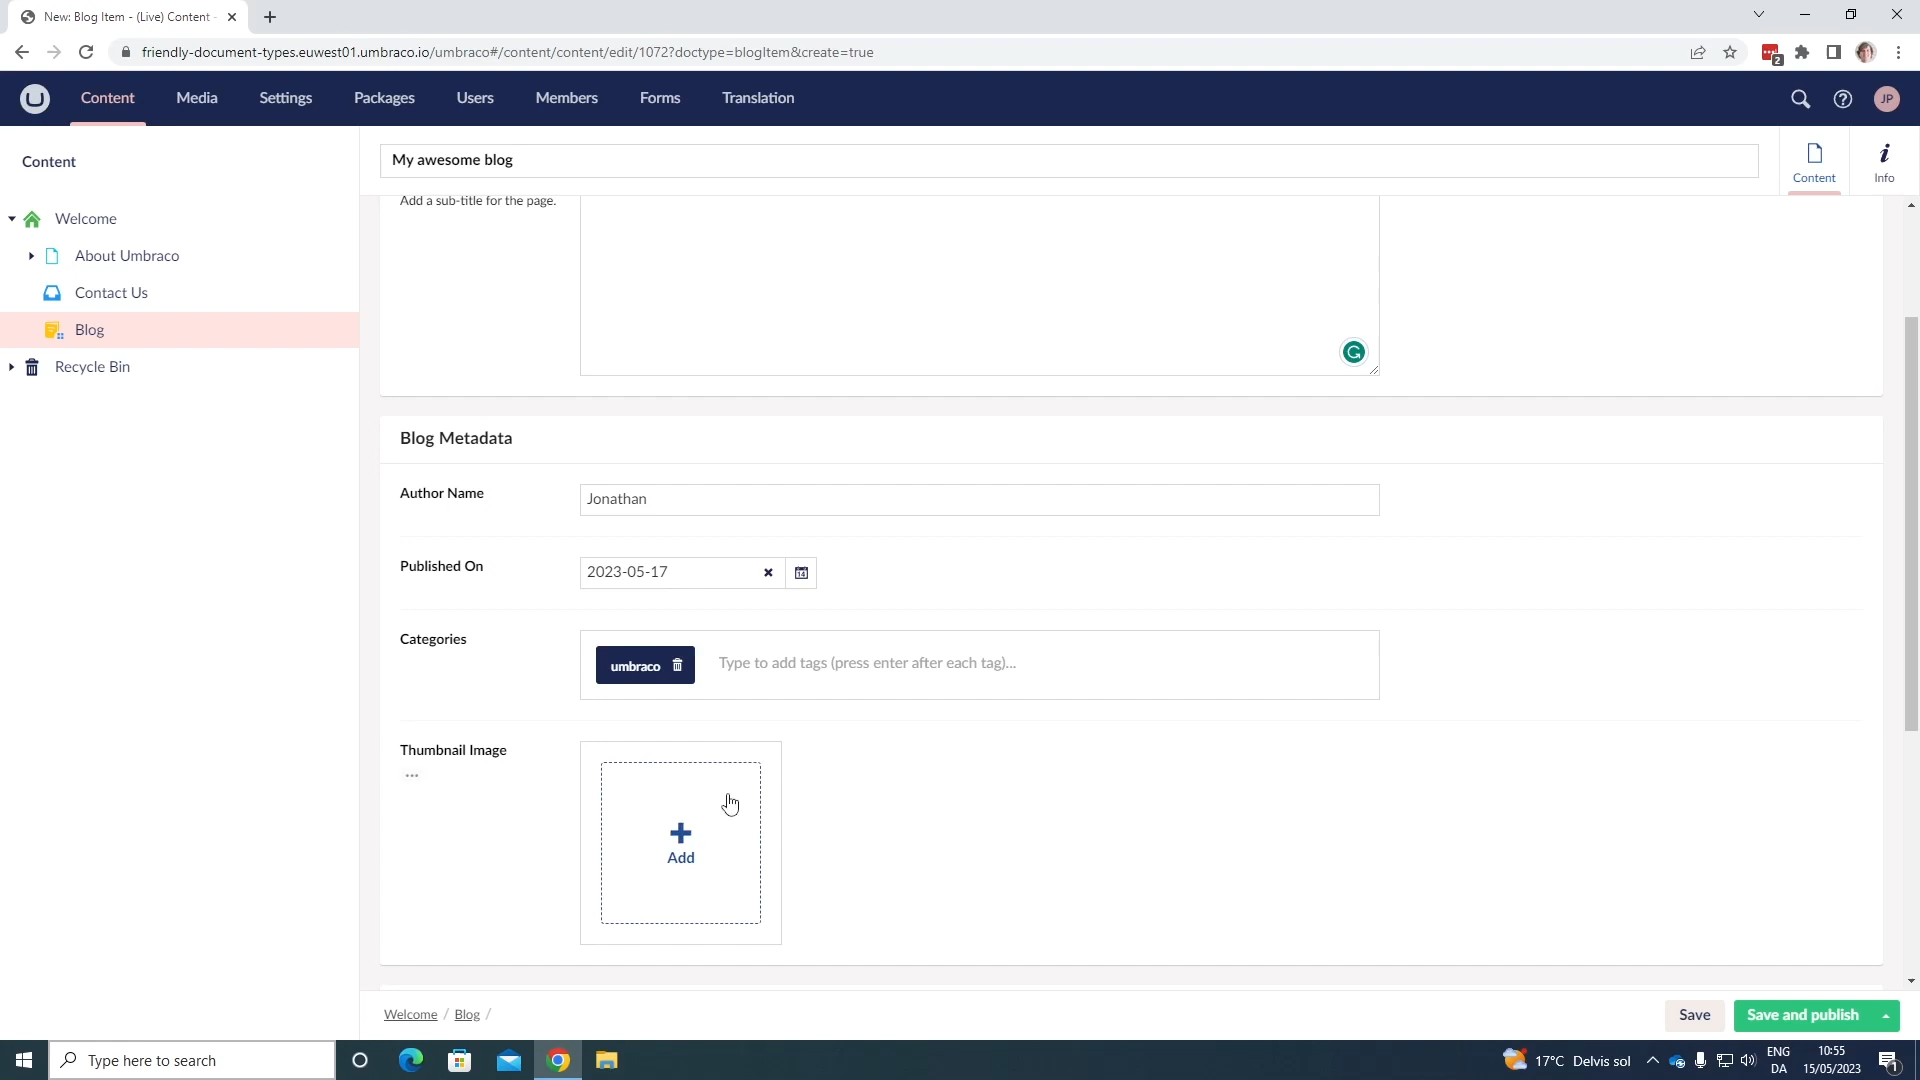 New: Blog Item - (Live) Content -
friendly-document-types.euwest01.umbraco.io/umbraco#/content/content/edit/1072?doctype=blogItem&create=true
2
Content Media Settings Packages Users Members Forms Translation
JP
Content
My awesome blog
Content
Info
Add a sub-title for the page.
Welcome
About Umbraco
Contact Us
Blog
Recycle Bin
Blog Metadata
Author Name
Jonathan
Published On
2023-05-17
14
Categories
umbraco
Type to add tags (press enter after each tag)...
Thumbnail Image
Add
Welcome / Blog /
Save
Save and publish
Type here to search
17°C Delvis sol
ENG
DA
10:55
15/05/2023
1